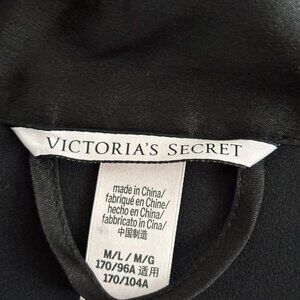 VICTORIA'S SECRET
made in China/
fabriqué en Chine/
hecho en China/
fabbricato in Cina/
中国制造
M/L / M/G
170/96A 适用
170/104A